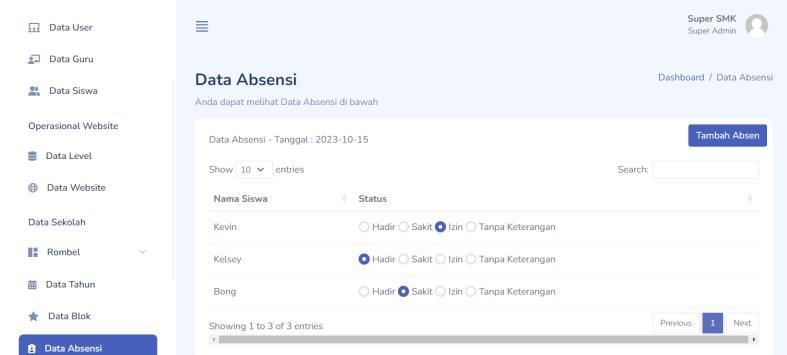 Data User
Data Guru
Data Siswa
Operasional Website
Data Level
Data Website
Data Sekolah
Rombel
Data Tahun
Data Blok
Data Absensi
Super SMK
Super Admin
Data Absensi
Dashboard / Data Absensi
Anda dapat melihat Data Absensi di bawah
Data Absensi - Tanggal : 2023-10-15
Tambah Absen
Show 10 entries
Search:
Nama Siswa Status
Kevin Hadir Sakit Izin Tanpa Keterangan
Kelsey Hadir Sakit Izin Tanpa Keterangan
Bong Hadir Sakit Izin Tanpa Keterangan
Showing 1 to 3 of 3 entries
Previous 1 Next